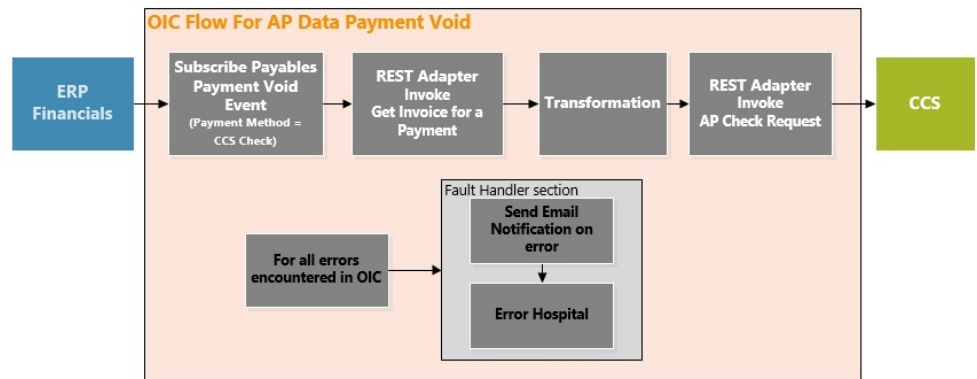 OIC Flow For AP Data Payment Void
ERP
Financials
Subscribe Payables
Payment Void
Event
(Payment Method =
CCS Check)
REST Adapter
Invoke
Get Invoice for a
Payment
Transformation
REST Adapter
Invoke
AP Check Request
CCS
For all errors
encountered in OIC
Fault Handler section
Send Email
Notification on
error
Error Hospital